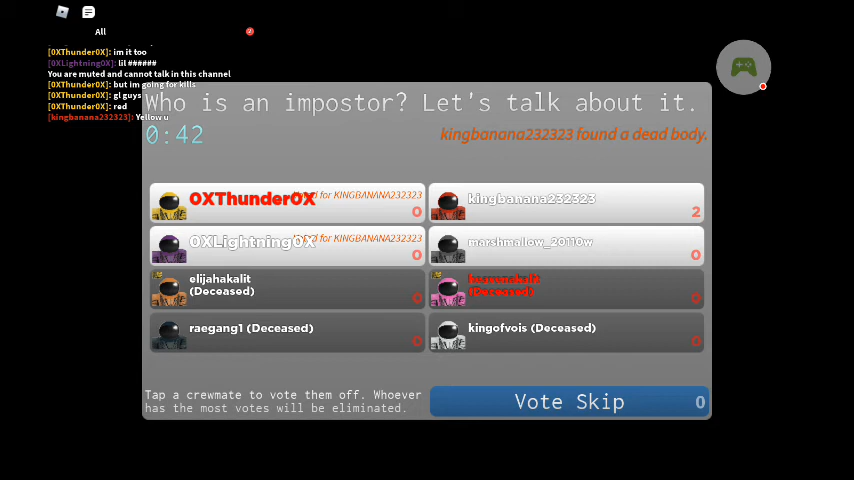 All
[0XThunder0X]: im it too
[0XLightning0X]: lil ######
You are muted and cannot talk in this channel
[0XThunder0X]: but im going for kills
[0XThunder0X]: gl guys
[0XThunder0X]: red
[kingbanana232323]: Yellow u
Who is an impostor? Let's talk about it.
0:42
kingbanana232323 found a dead body.
0XThunder0X
for KINGBANANA232323
0
kingbanana232323
2
0XLightning0X
for KINGBANANA232323
0
marshmallow_20110w
0
elijahakalit
(Deceased)
0
(Deceased)
0
raegang1 (Deceased)
0
kingofvois (Deceased)
0
Tap a crewmate to vote them off. Whoever
has the most votes will be eliminated.
Vote Skip
0